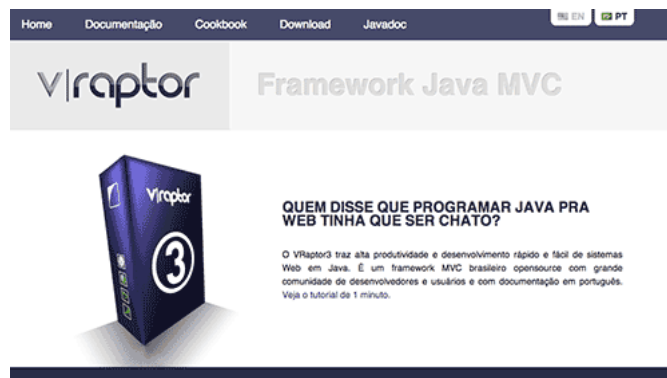 Home Documentação Cookbook Download Javadoc EN PT
v|raptor Framework Java MVC
v|raptor
3
QUEM DISSE QUE PROGRAMAR JAVA PRA
WEB TINHA QUE SER CHATO?
O VRaptor3 traz alta produtividade e desenvolvimento rápido e fácil de sistemas
Web em Java. É um framework MVC brasileiro opensource com grande
comunidade de desenvolvedores e usuários e com documentação em português.
Veja o tutorial de 1 minuto.